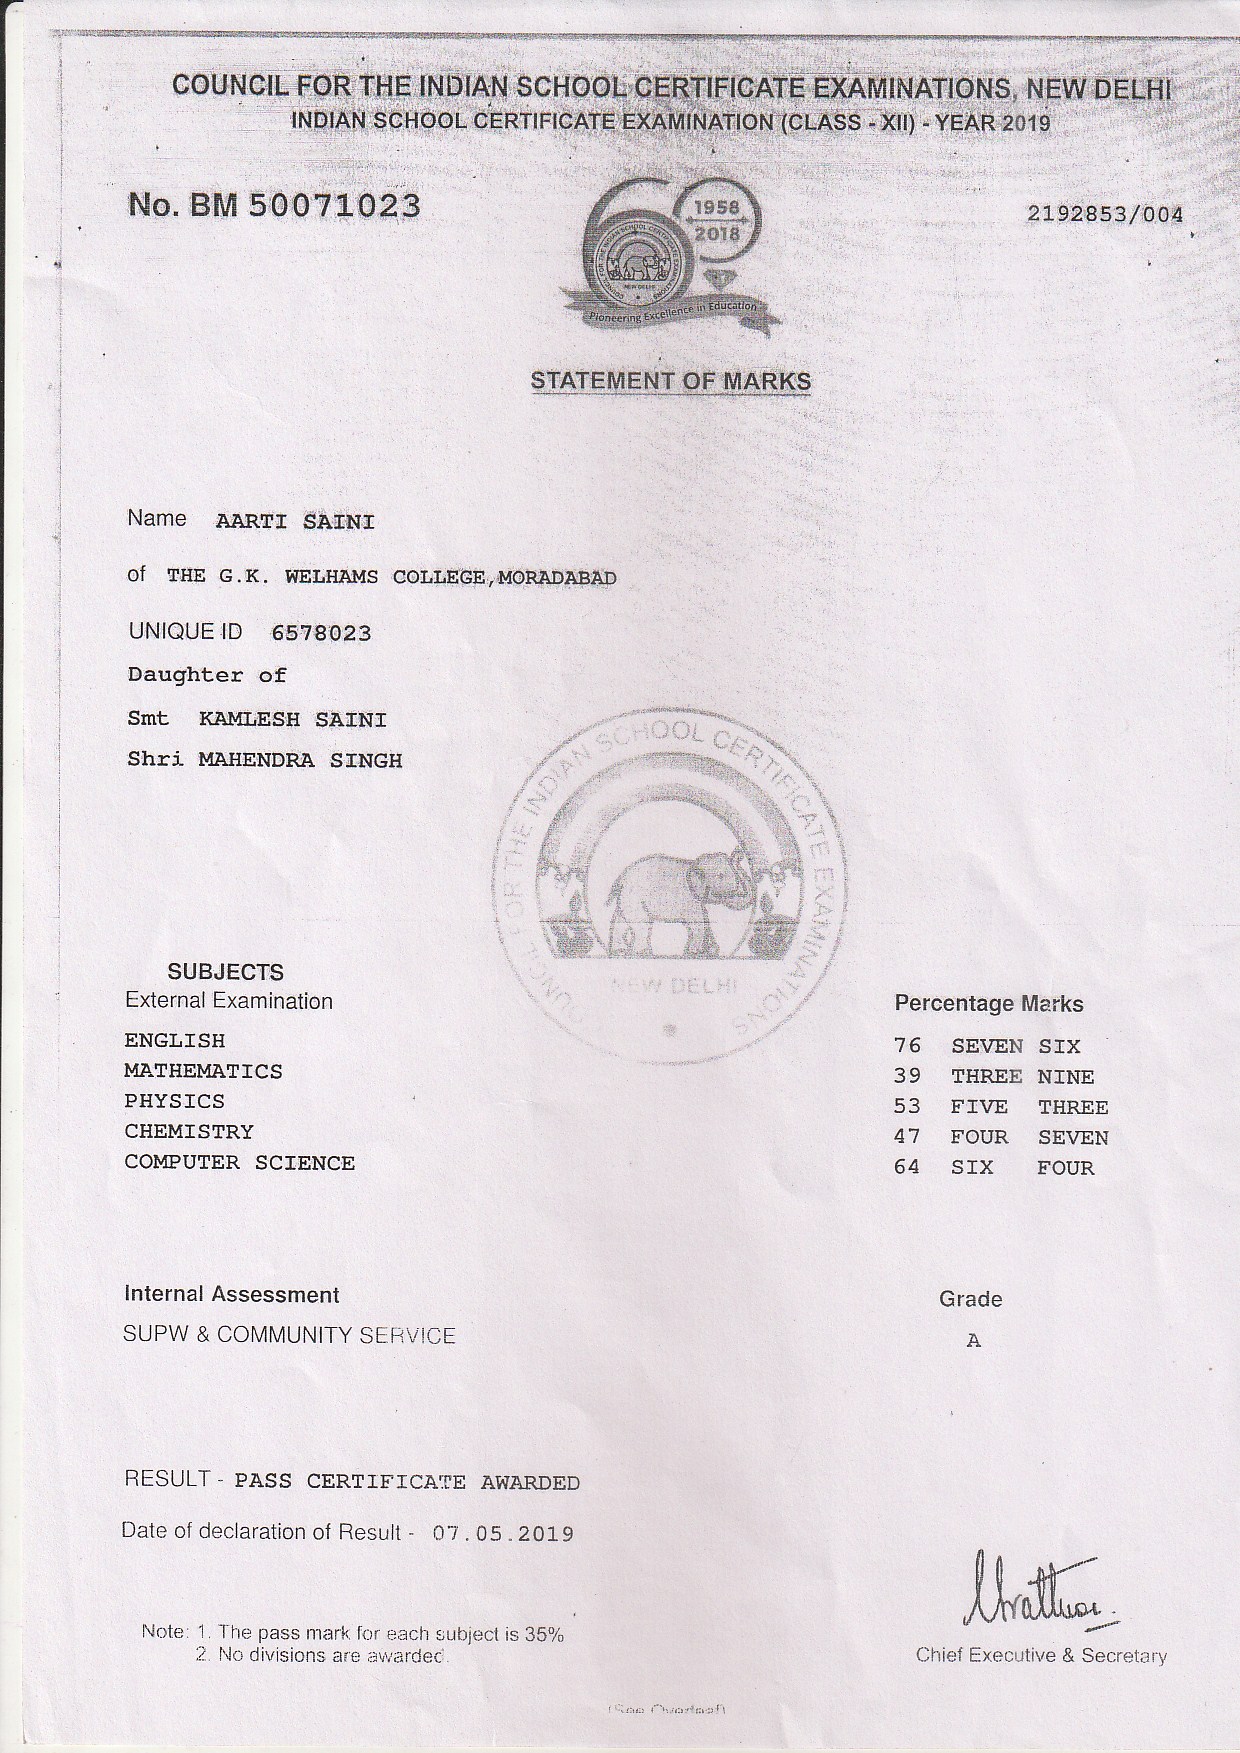 COUNCIL FOR THE INDIAN SCHOOL CERTIFICATE EXAMINATIONS, NEW DELHI
INDIAN SCHOOL CERTIFICATE EXAMINATION (CLASS - XII) - YEAR 2019
No. BM 50071023
1958
2018
NEW DELHI
Pioneering Excellence in Education
2192853/004
STATEMENT OF MARKS
Name AARTI SAINI
of THE G.K. WELHAMS COLLEGE,MORADABAD
UNIQUE ID 6578023
Daughter of
Smt KAMLESH SAINI
Shri MAHENDRA SINGH
COUNCIL FOR THE INDIAN SCHOOL CERTIFICATE EXAMINATIONS
NEW DELHI
SUBJECTS
External Examination Percentage Marks
ENGLISH 76 SEVEN SIX
MATHEMATICS 39 THREE NINE
PHYSICS 53 FIVE THREE
CHEMISTRY 47 FOUR SEVEN
COMPUTER SCIENCE 64 SIX FOUR
Internal Assessment Grade
SUPW & COMMUNITY SERVICE A
RESULT - PASS CERTIFICATE AWARDED
Date of declaration of Result - 07.05.2019
Note: 1. The pass mark for each subject is 35%
2. No divisions are awarded.
Chief Executive & Secretary